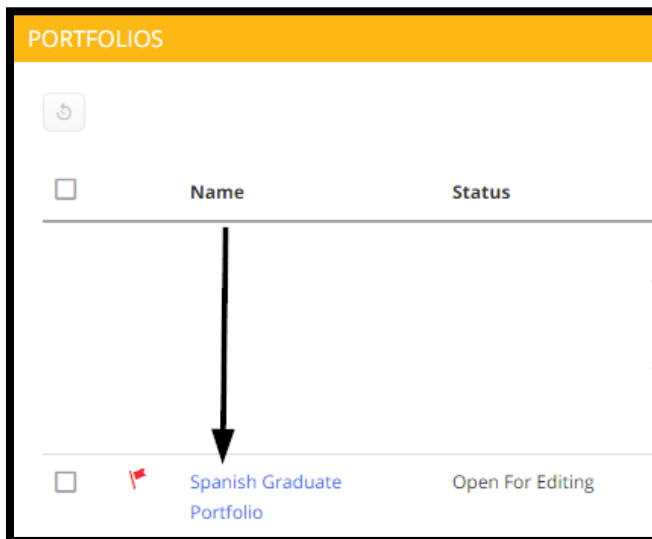 PORTFOLIOS
Name Status
Spanish Graduate Open For Editing
Portfolio